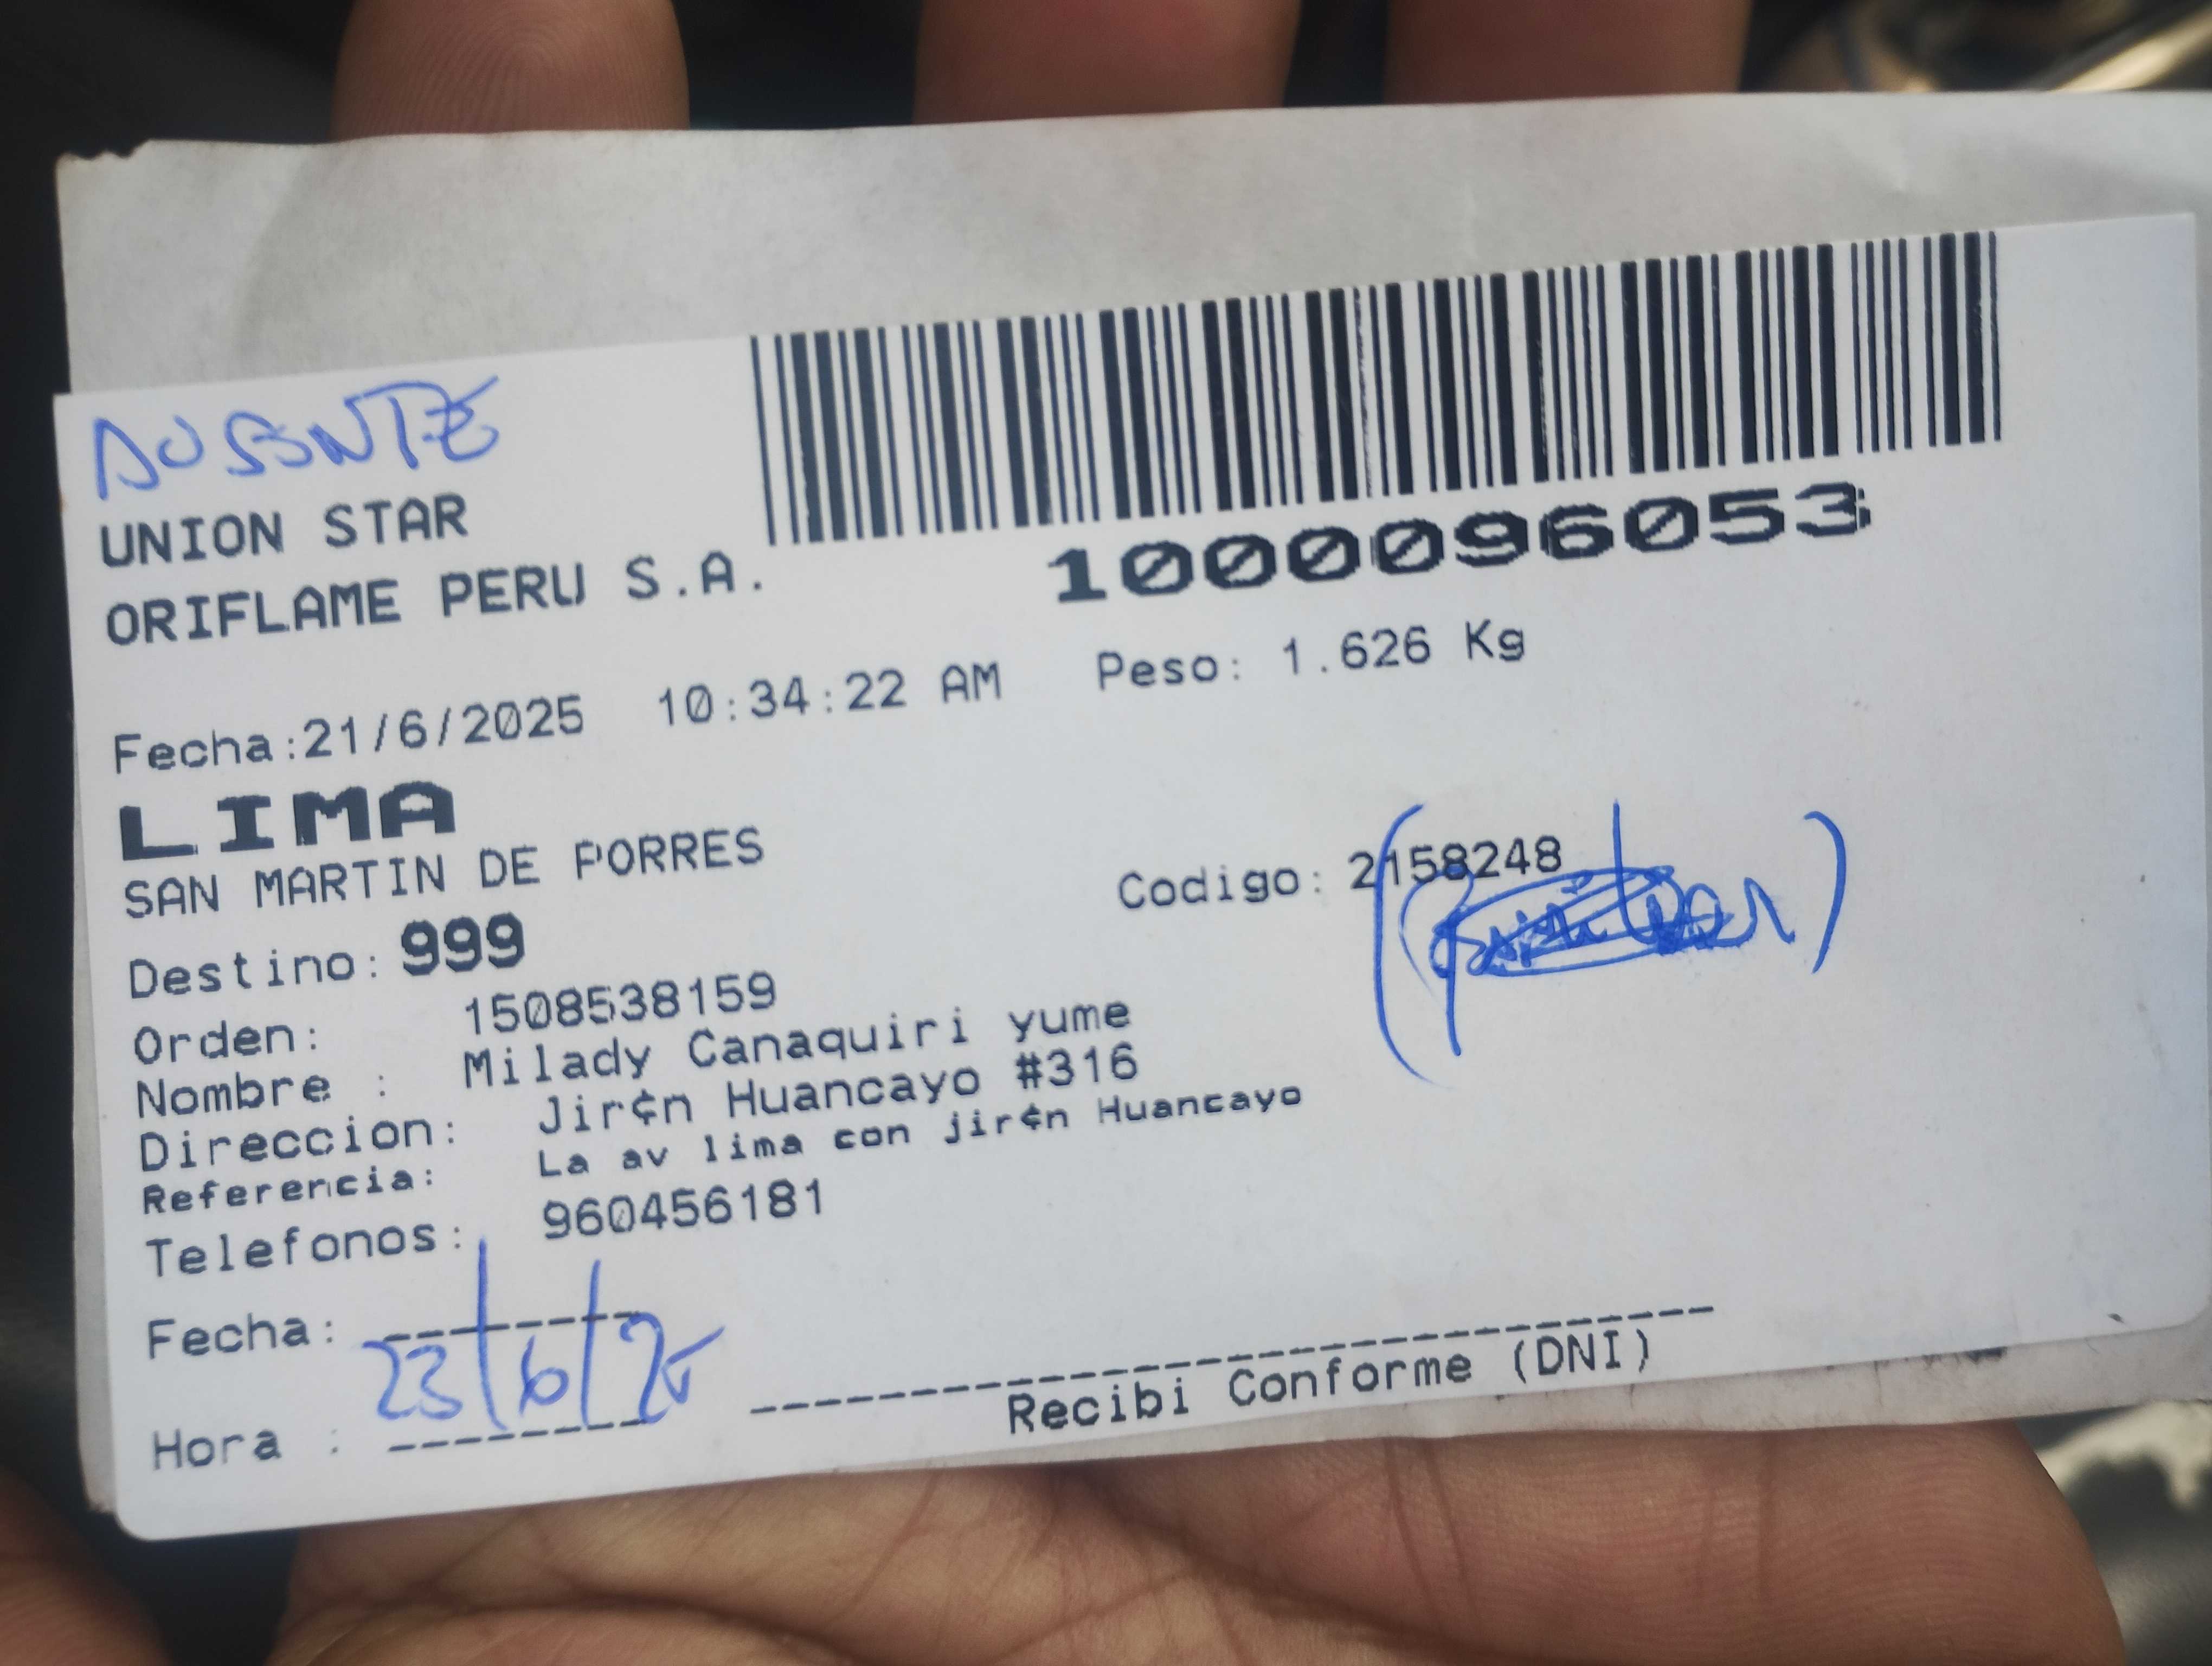 AUSENTE
UNION STAR
ORIFLAME PERU S.A.
1000096053
Fecha:21/6/2025 10:34:22 AM Peso: 1.626 Kg
LIMA
SAN MARTIN DE PORRES
Codigo: 2158248
Destino: 999
Orden: 1508538159
Nombre : Milady Canaquiri yume
Direccion: Jir¢n Huancayo #316
Referencia: La av lima con jir¢n Huancayo
Telefonos: 960456181
Fecha: 23/6/25
Hora :
Recibi Conforme (DNI)